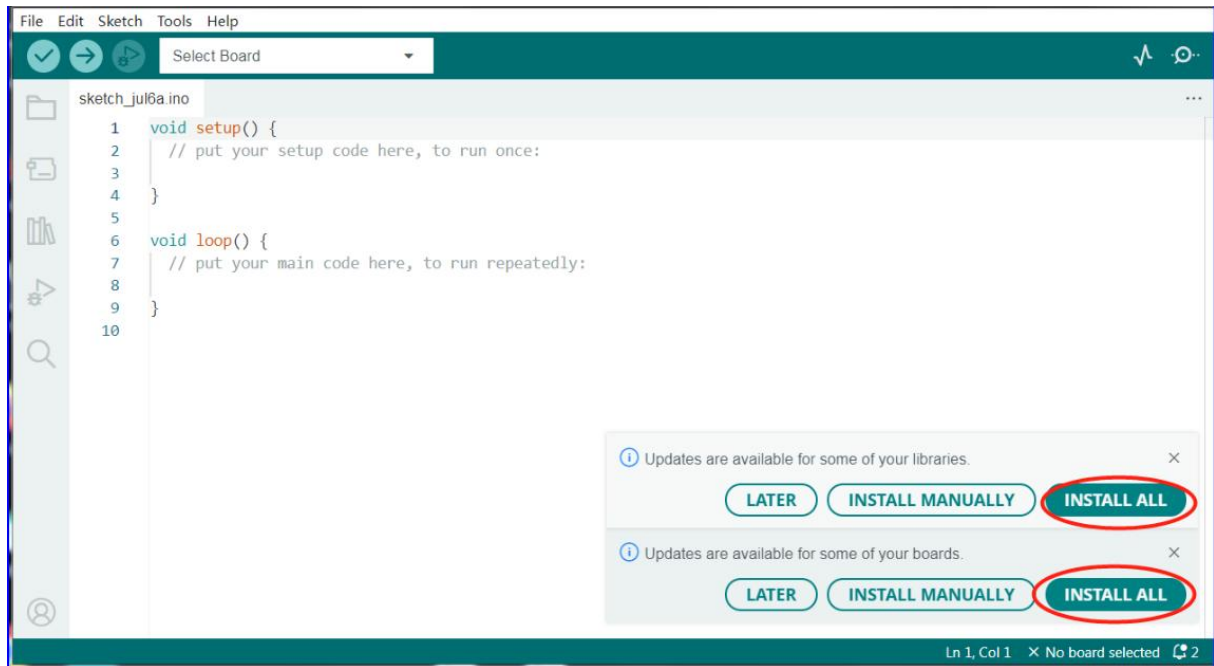 File Edit Sketch Tools Help
Select Board
sketch_jul6a.ino
1 void setup() {
2 // put your setup code here, to run once:
3
4 }
5
6 void loop() {
7 // put your main code here, to run repeatedly:
8
9 }
10
Updates are available for some of your libraries.
LATER INSTALL MANUALLY INSTALL ALL
Updates are available for some of your boards.
LATER INSTALL MANUALLY INSTALL ALL
Ln 1, Col 1 No board selected 2